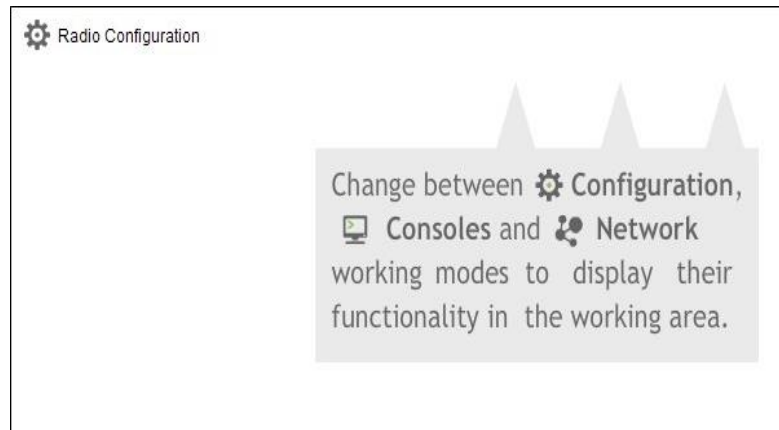 Radio Configuration
Change between Configuration,
Consoles and Network
working modes to display their
functionality in the working area.